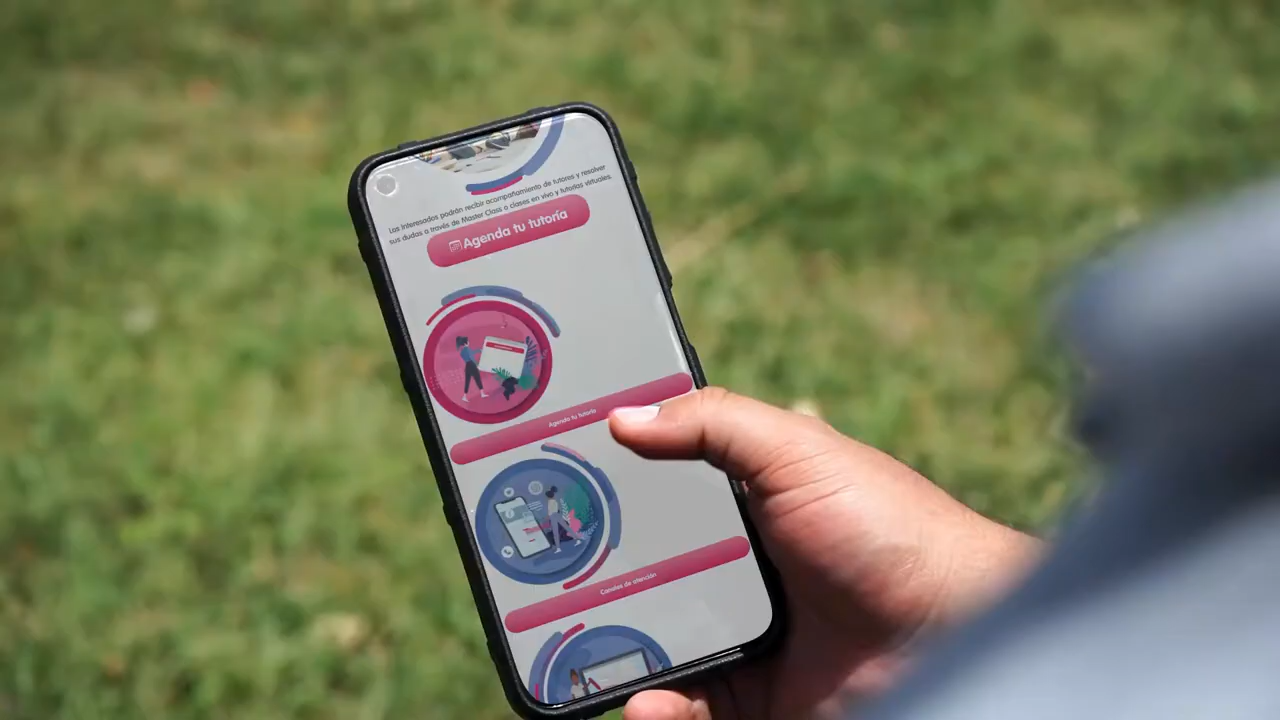 Los interesados podrán recibir acompañamiento de tutores y resolver
sus dudas a través de Master Class o clases en vivo y tutorías virtuales.
Agenda tu tutoría
Agenda tu tutoría
Canales de atención